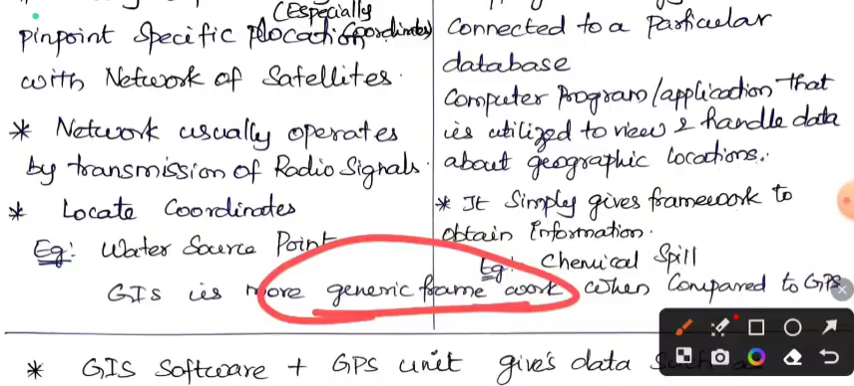 (Especially
pinpoint Specific Location Coordinates)
with Network of Satellites.
* Network usually operates
by transmission of Radio Signals.
* Locate Coordinates
Eg: Water Source Point
Connected to a particular
database
Computer Program/application that
is utilized to view & handle data
about geographic locations.
* It Simply gives framework to
obtain Information.
Eg: Chemical Spill
GIS is more generic frame work when Compared to GPS
* GIS Software + GPS unit gives data